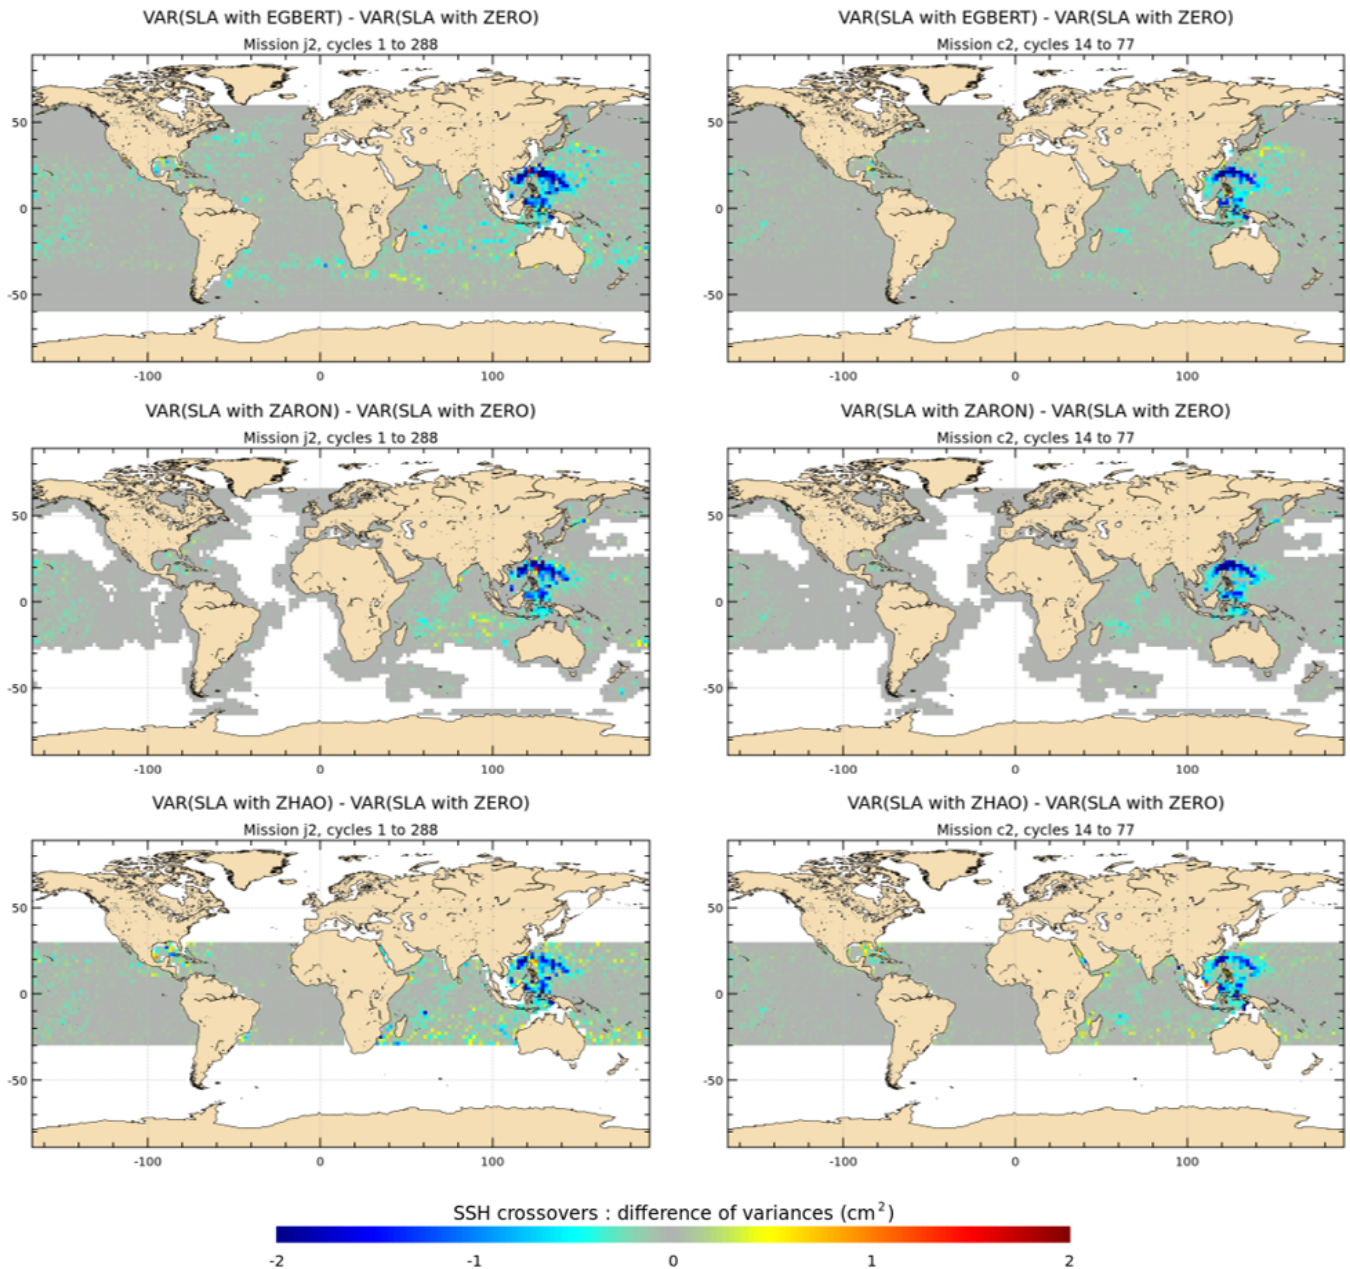 VAR(SLA with EGBERT) - VAR(SLA with ZERO)
Mission j2, cycles 1 to 288
50
0
-50
-100 0 100
VAR(SLA with EGBERT) - VAR(SLA with ZERO)
Mission c2, cycles 14 to 77
50
0
-50
-100 0 100
VAR(SLA with ZARON) - VAR(SLA with ZERO)
Mission j2, cycles 1 to 288
50
0
-50
-100 0 100
VAR(SLA with ZARON) - VAR(SLA with ZERO)
Mission c2, cycles 14 to 77
50
0
-50
-100 0 100
VAR(SLA with ZHAO) - VAR(SLA with ZERO)
Mission j2, cycles 1 to 288
50
0
-50
-100 0 100
VAR(SLA with ZHAO) - VAR(SLA with ZERO)
Mission c2, cycles 14 to 77
50
0
-50
-100 0 100
SSH crossovers : difference of variances (cm²)
-2 -1 0 1 2